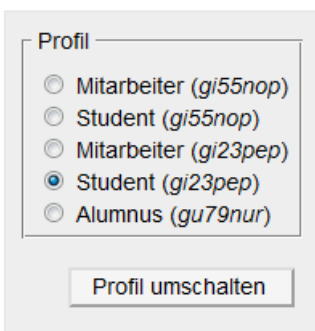 Profil
Mitarbeiter (gi55nop)
Student (gi55nop)
Mitarbeiter (gi23pep)
Student (gi23pep)
Alumnus (gu79nur)
Profil umschalten